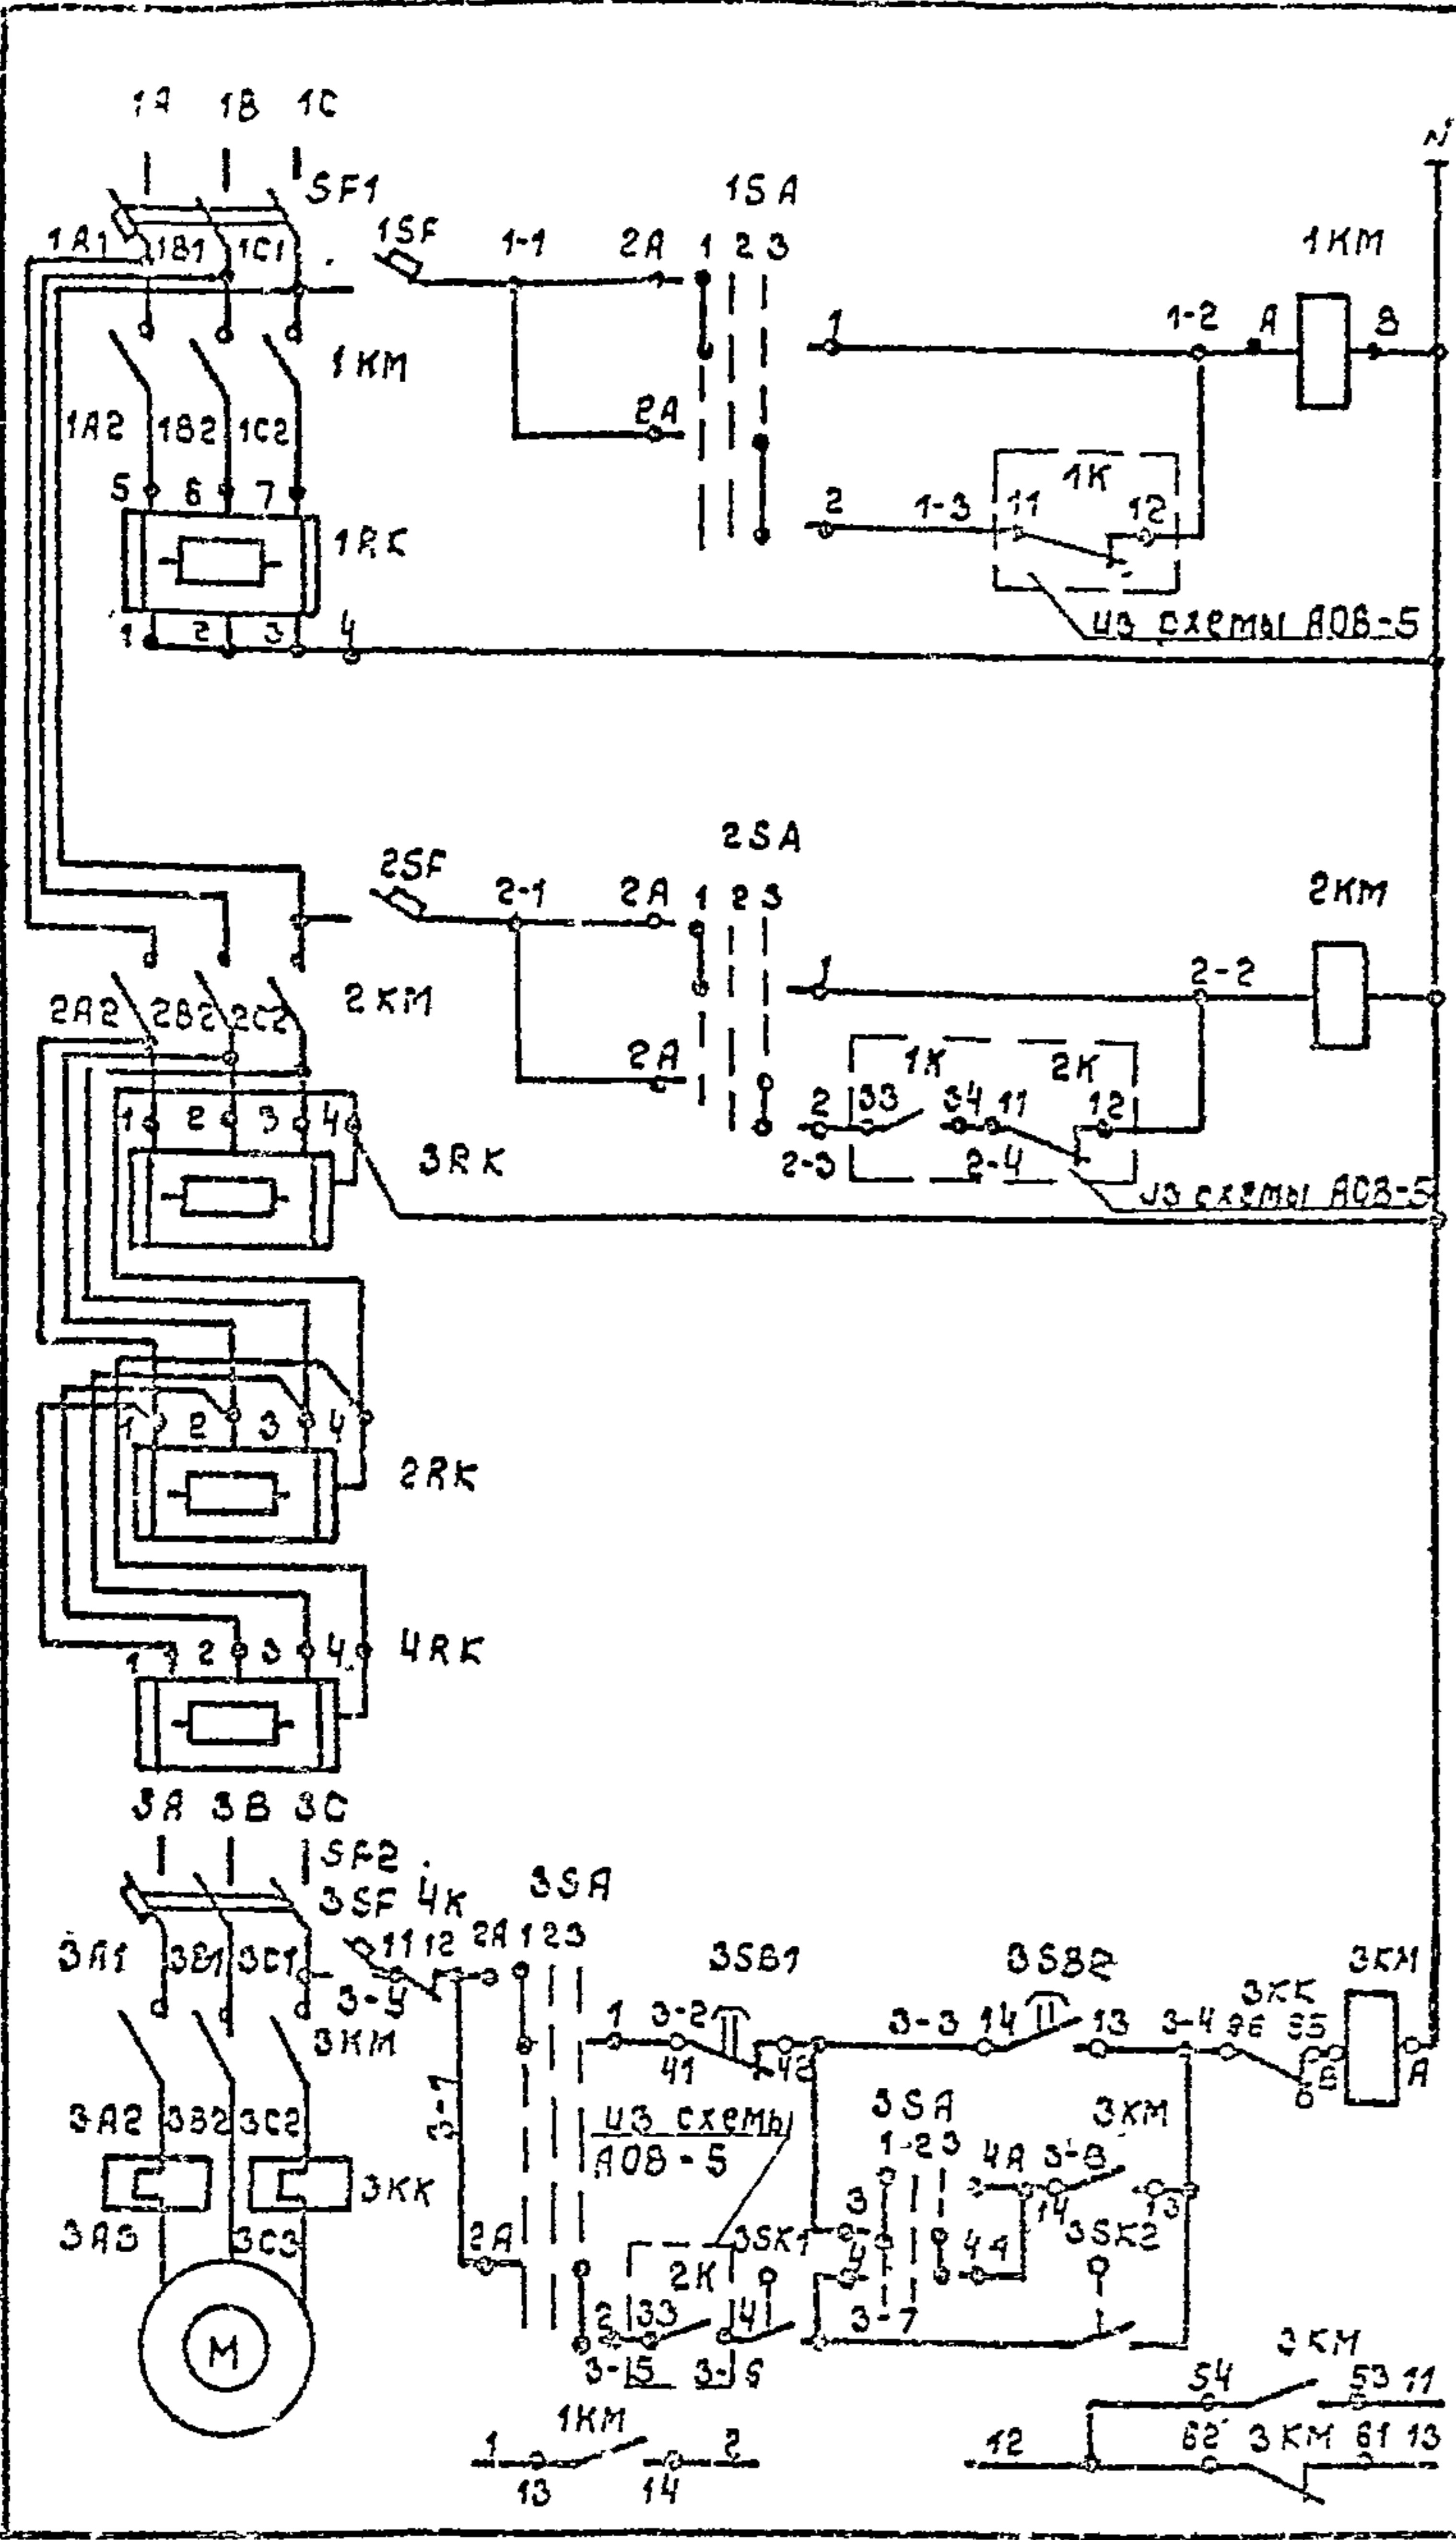 1A 1B 1C
N
SF1
1SA
1A1 1B1 1C1
1SF 1-1 2A 1 2 3
1KM
1KM
1 1-2 A B
1A2 1B2 1C2
2A
1K
5 6 7
2 1-3 11 12
1RK
из схемы АОВ-5
1 2 3 4
2SA
2SF 2-1 2A 1 2 3
2KM
2A2 2B2 2C2 2KM
1 2-2
2A
1K 2K
1 2 3 4
2 33 34 11 12
3RK
2-3 2-4
из схемы АОВ-5
1 2 3 4
2RK
1 2 3 4 4RK
3A 3B 3C
SF2
3SF 4K
3SA
11 12 2A 1 2 3
3A1 3B1 3C1
3SB1 3SB2
3KM
3KK
1 3-2
3-3 14 13 3-4 96 95
3KM
41 42
B A
3A2 3B2 3C2
3-1
из схемы
АОВ-5
3SA 3KM
1 2 3 4A 3-8
14 13
3KK
3
3A3 3C3
2A
3SK1
4
3SK2
2K
2 33
3-7
3-15
3KM
54 53 11
1KM
1 2
12 62 3KM 61 13
13 14
M